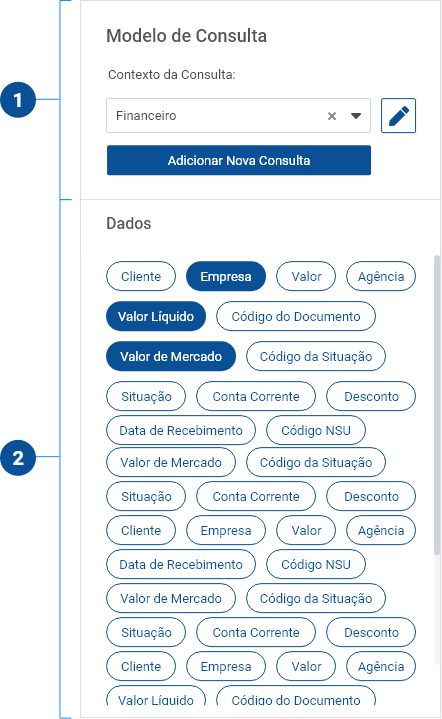 Modelo de Consulta
Contexto da Consulta:
1
Financeiro
Adicionar Nova Consulta
Dados
Cliente Empresa Valor Agência
Valor Líquido Código do Documento
Valor de Mercado Código da Situação
Situação Conta Corrente Desconto
Data de Recebimento Código NSU
2
Valor de Mercado Código da Situação
Situação Conta Corrente Desconto
Cliente Empresa Valor Agência
Data de Recebimento Código NSU
Valor de Mercado Código da Situação
Situação Conta Corrente Desconto
Cliente Empresa Valor Agência
Valor Líquido Código do Documento